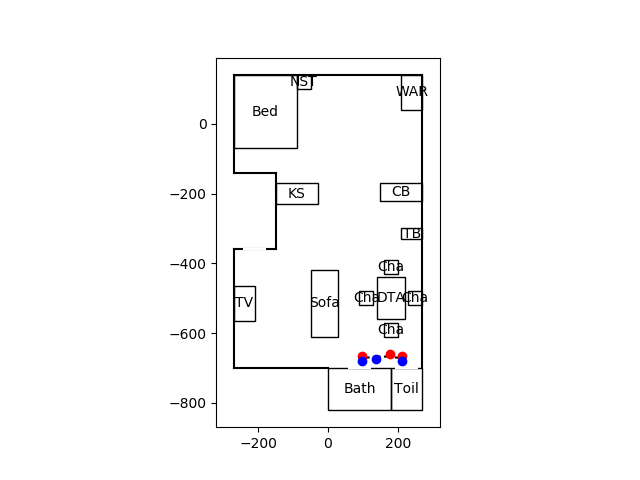 NST
WAR
Bed
0
KS
CB
−200
TB
Cha
−400
TV
Sofa
Cha
DTA
Cha
Cha
−600
Bath
Toil
−800
−200
0
200